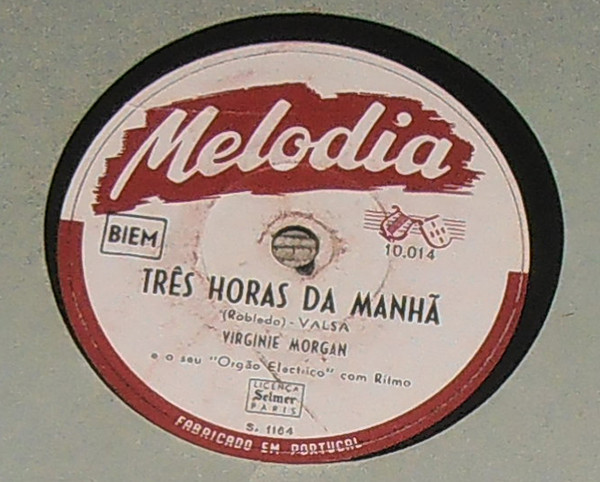 Melodia
BIEM
10.014
TRÊS HORAS DA MANHÃ
(Robledo) - VALSA
VIRGINIE MORGAN
e o seu "Orgão Electrico" com Ritmo
LICENÇA
Selmer
PARIS
S. 1164
FABRICADO EM PORTUGAL